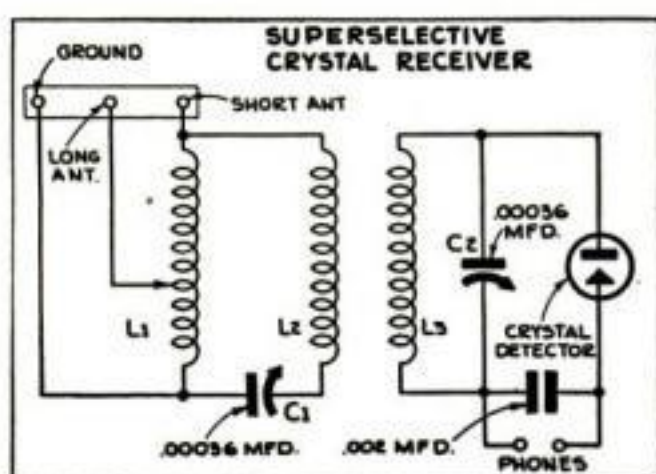 SUPERSELECTIVE
CRYSTAL RECEIVER
GROUND
SHORT ANT
LONG
ANT.
.00036
MFD.
C2
L1
L2
L3
CRYSTAL
DETECTOR
C1
.00036 MFD.
.002 MFD.
PHONES